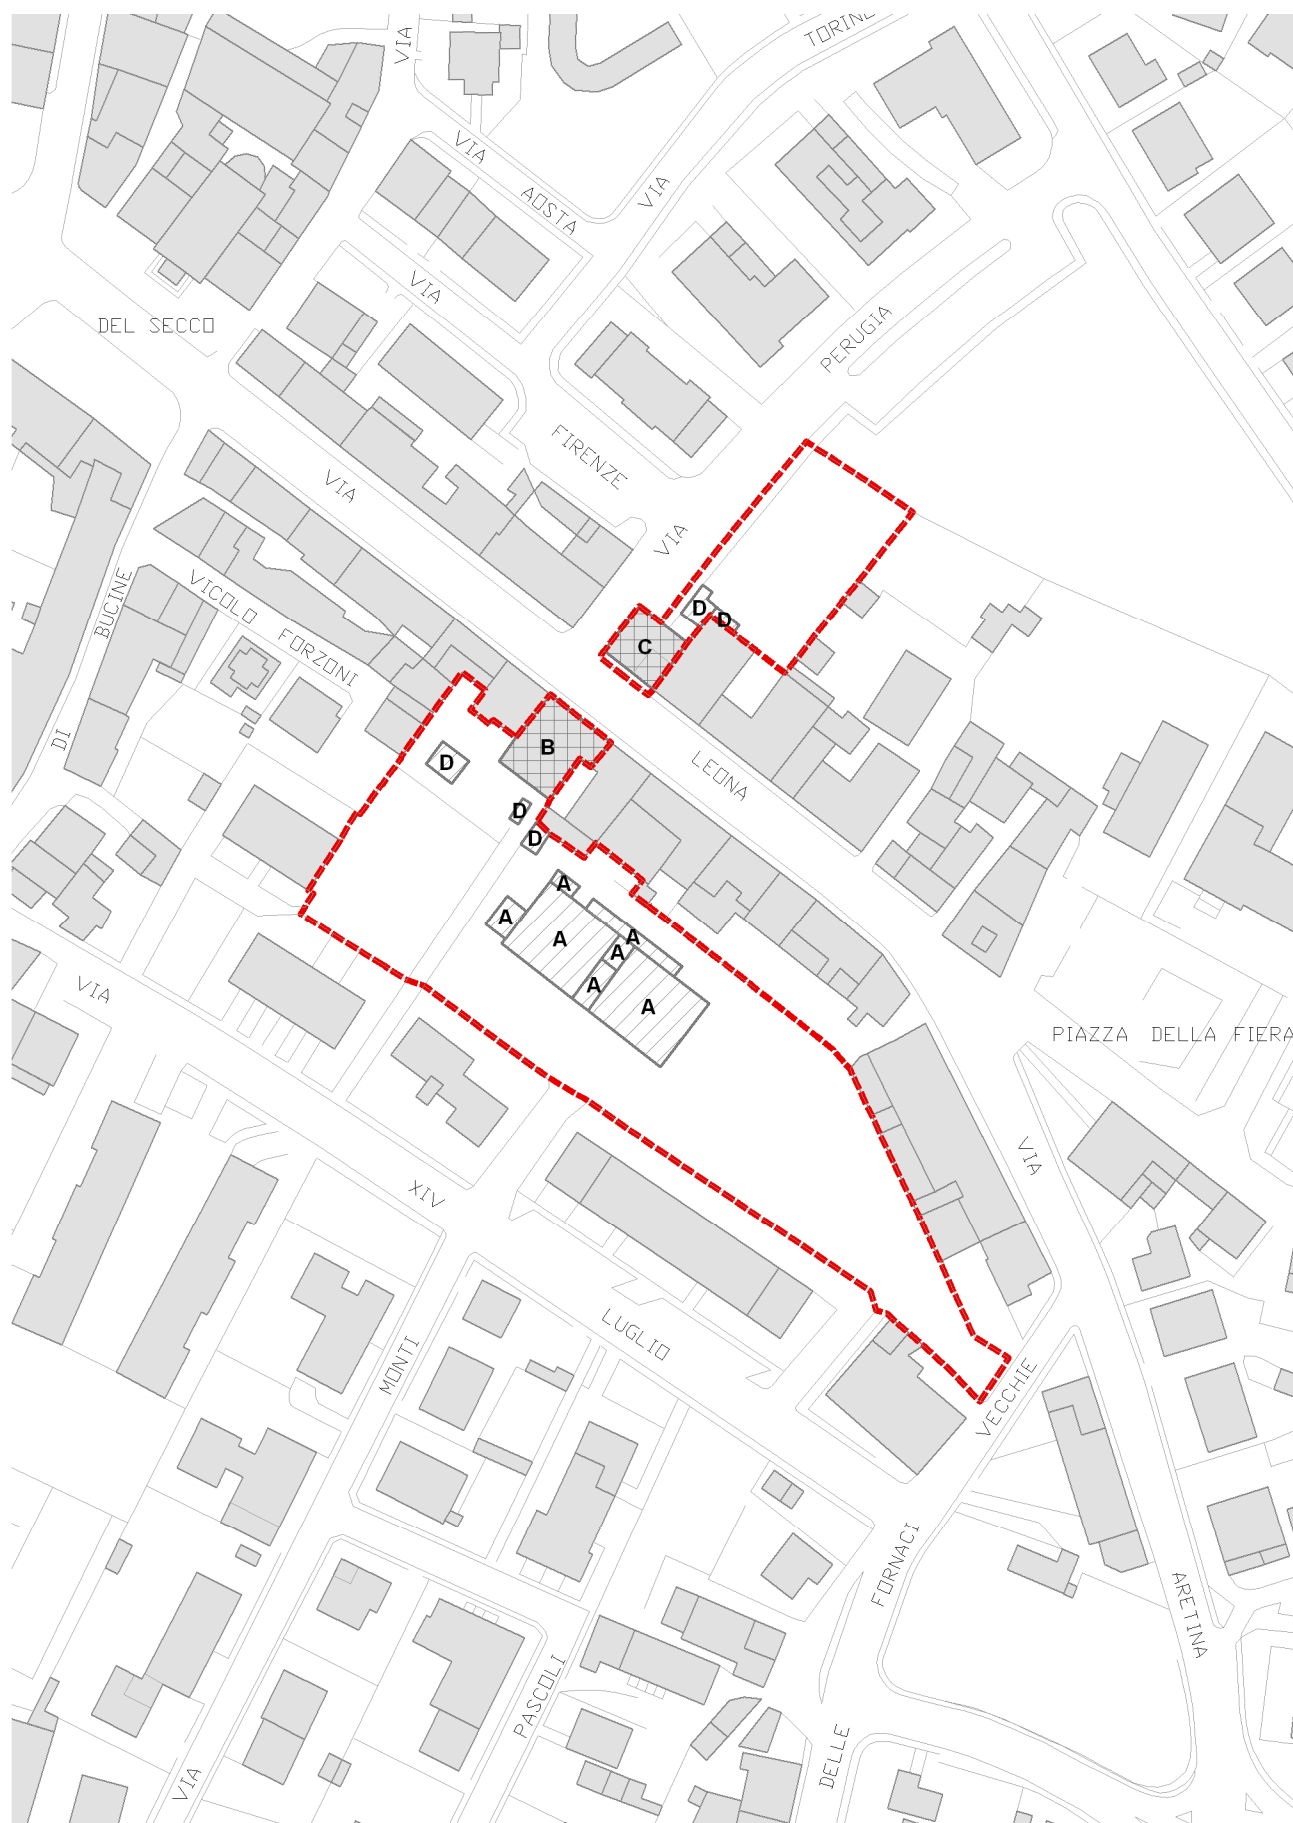 VIA
TORINO
VIA
AOSTA
VIA
VIA
DEL SECCO
PERUGIA
FIRENZE
VIA
VIA
BUCINE
VICOLO FORZONI
D
D
C
DI
B
D
LEONA
D
D
A
A
A
A
A
A
A
VIA
PIAZZA DELLA FIERA
VIA
XIV
LUGLIO
MONTI
VECCHIE
FORNACI
ARETINA
PASCOLI
DELLE
VIA